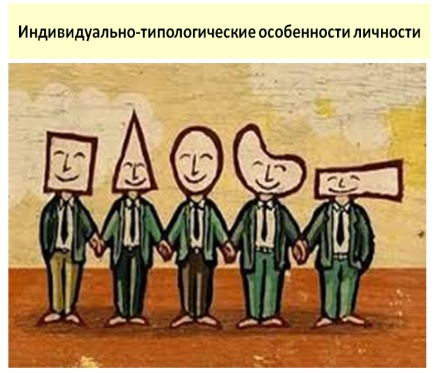 Индивидуально-типологические особенности личности